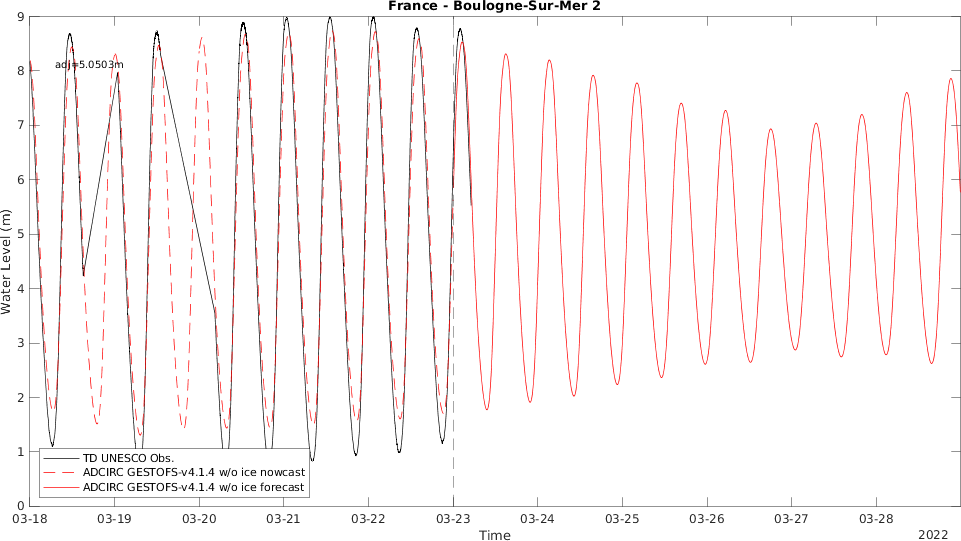 France - Boulogne-Sur-Mer 2
9
8
7
6
5
4
3
2
1
0
Water Level (m)
adj=5.0503m
TD UNESCO Obs.
ADCIRC GESTOFS-v4.1.4 w/o ice nowcast
ADCIRC GESTOFS-v4.1.4 w/o ice forecast
03-18 03-19 03-20 03-21 03-22 03-23 03-24 03-25 03-26 03-27 03-28
Time
2022